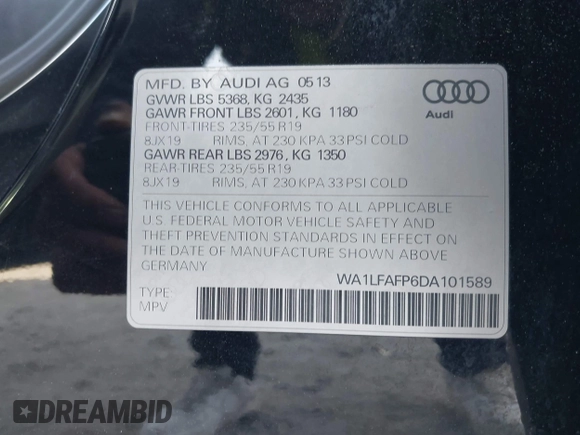 MFD. BY AUDI AG 05 13
GVWR LBS 5368, KG 2435
GAWR FRONT LBS 2601, KG 1180
FRONT-TIRES 235/55 R19
8JX19 RIMS, AT 230 KPA 33 PSI COLD
GAWR REAR LBS 2976, KG 1350
REAR-TIRES 235/55 R19
8JX19 RIMS, AT 230 KPA 33 PSI COLD
Audi
THIS VEHICLE CONFORMS TO ALL APPLICABLE
U.S. FEDERAL MOTOR VEHICLE SAFETY AND
THEFT PREVENTION STANDARDS IN EFFECT ON
THE DATE OF MANUFACTURE SHOWN ABOVE
GERMANY
WA1LFAFP6DA101589
TYPE
MPV
DREAMBID